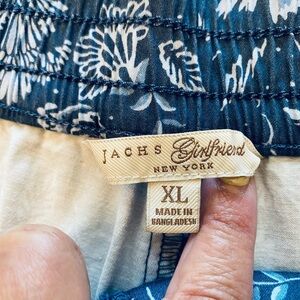 JACHS Girlfriend
NEW YORK
XL
MADE IN
BANGLADESH